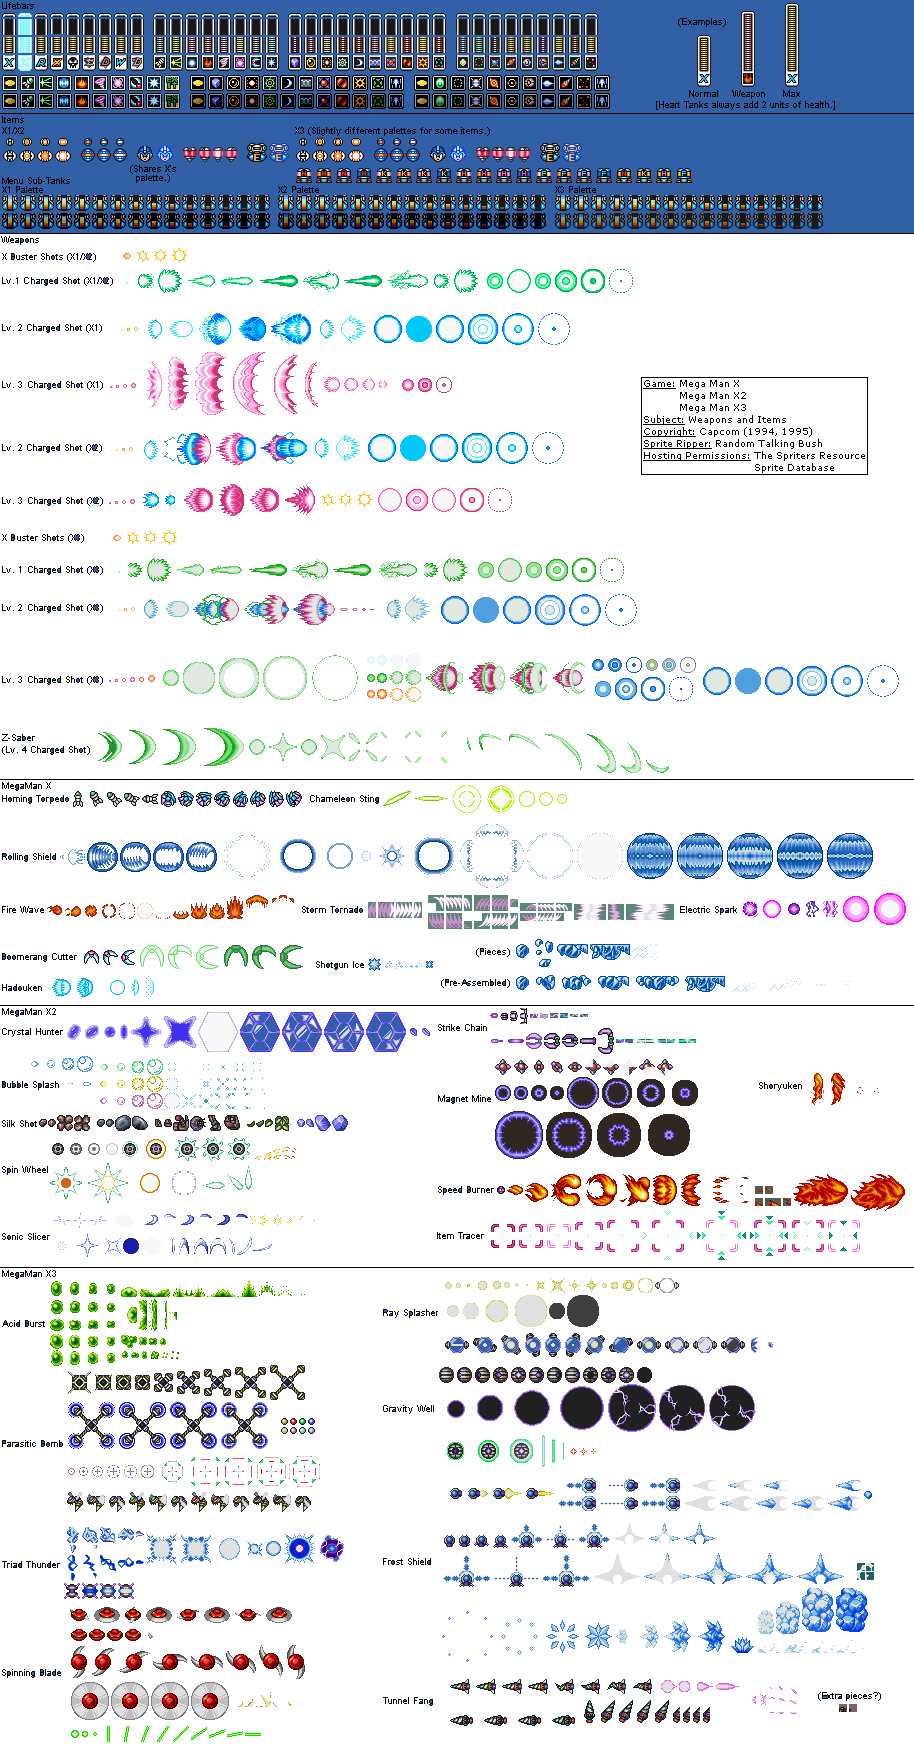 Lifebars
(Examples)
Normal Weapon Max
[Heart Tanks always add 2 units of health.]
Items
X1/X2
X3 (Slightly different palettes for some items.)
(Shares X's
palette.)
Menu Sub-Tanks
X1 Palette
X2 Palette
X3 Palette
Weapons
X Buster Shots (X1/X2)
Lv.1 Charged Shot (X1/X2)
Lv. 2 Charged Shot (X1)
Lv. 3 Charged Shot (X1)
Game: Mega Man X
Mega Man X2
Mega Man X3
Subject: Weapons and Items
Copyright: Capcom (1994, 1995)
Sprite Ripper: Random Talking Bush
Hosting Permissions: The Spriters Resource
Sprite Database
Lv. 2 Charged Shot (X2)
Lv. 3 Charged Shot (X2)
X Buster Shots (X3)
Lv. 1 Charged Shot (X3)
Lv. 2 Charged Shot (X3)
Lv. 3 Charged Shot (X3)
Z-Saber
(Lv. 4 Charged Shot)
MegaMan X
Homing Torpedo
Chameleon Sting
Rolling Shield
Fire Wave
Storm Tornado
Electric Spark
Boomerang Cutter
Shotgun Ice
(Pieces)
(Pre-Assembled)
Hadouken
MegaMan X2
Crystal Hunter
Strike Chain
Bubble Splash
Magnet Mine
Shoryuken
Silk Shot
Spin Wheel
Speed Burner
Sonic Slicer
Item Tracer
MegaMan X3
Acid Burst
Ray Splasher
Parasitic Bomb
Gravity Well
Triad Thunder
Frost Shield
Spinning Blade
Tunnel Fang
(Extra pieces?)